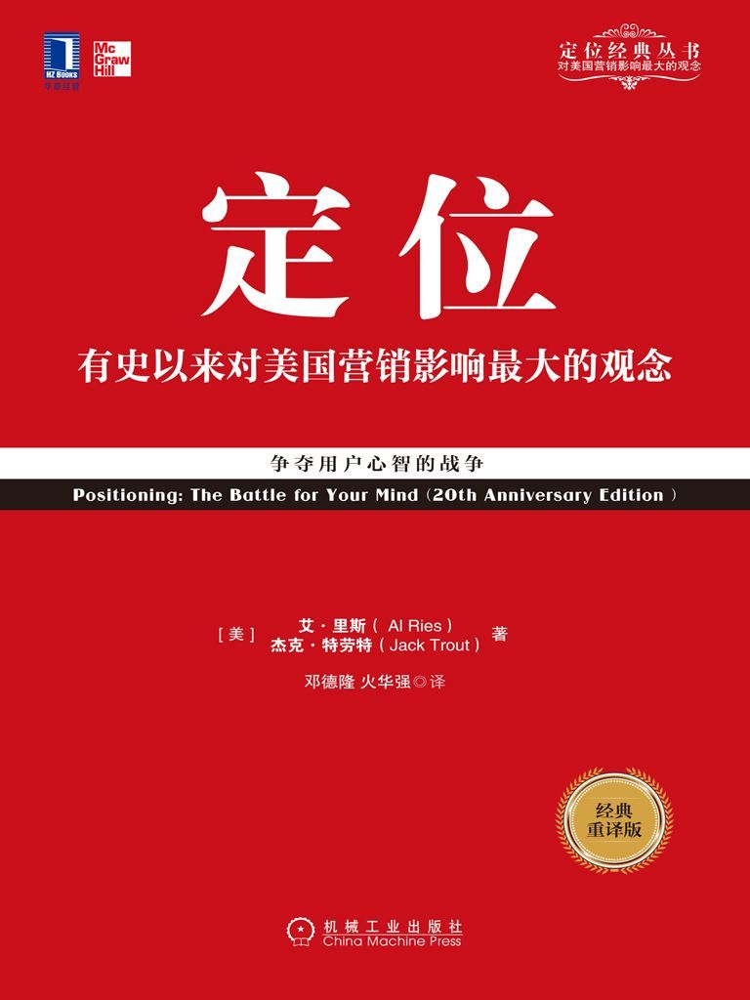 HZ BOOKS
华章经管
Mc
Graw
Hill
定位经典丛书
对美国营销影响最大的观念
定位
有史以来对美国营销影响最大的观念
争夺用户心智的战争
Positioning: The Battle for Your Mind (20th Anniversary Edition )
[ 美 ] 艾·里斯 ( Al Ries )
杰克·特劳特 (Jack Trout ) 著
邓德隆 火华强◎译
经典
重译版
机械工业出版社
China Machine Press